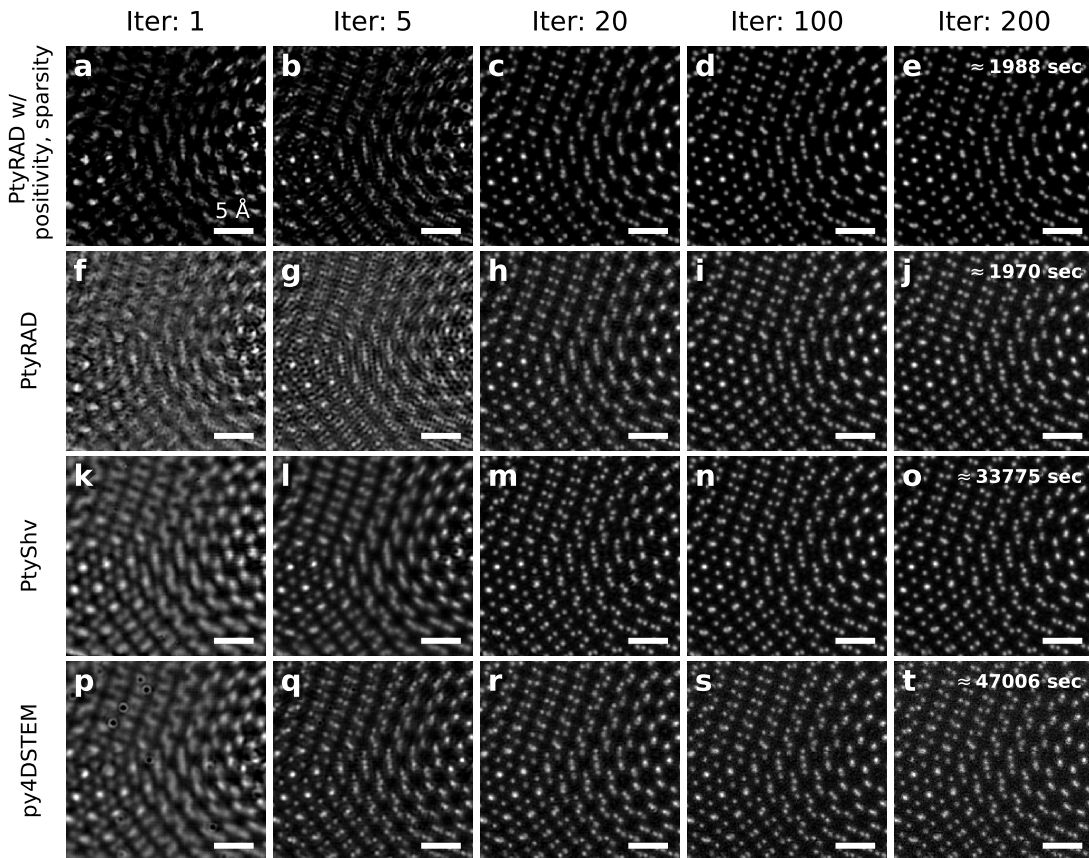 Iter: 1
Iter: 5
Iter: 20
Iter: 100
Iter: 200
PtyRAD w/
positivity, sparsity
a
5 Å
b
c
d
e
≈ 1988 sec
PtyRAD
f
g
h
i
j
≈ 1970 sec
PtyShv
k
l
m
n
o
≈ 33775 sec
py4DSTEM
p
q
r
s
t
≈ 47006 sec